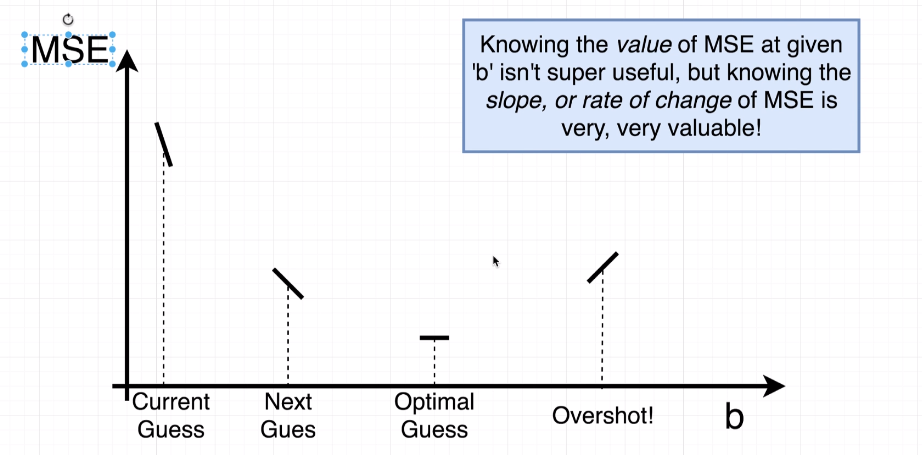 MSE
Knowing the value of MSE at given
'b' isn't super useful, but knowing the
slope, or rate of change of MSE is
very, very valuable!
Current
Guess
Next
Gues
Optimal
Guess
Overshot!
b